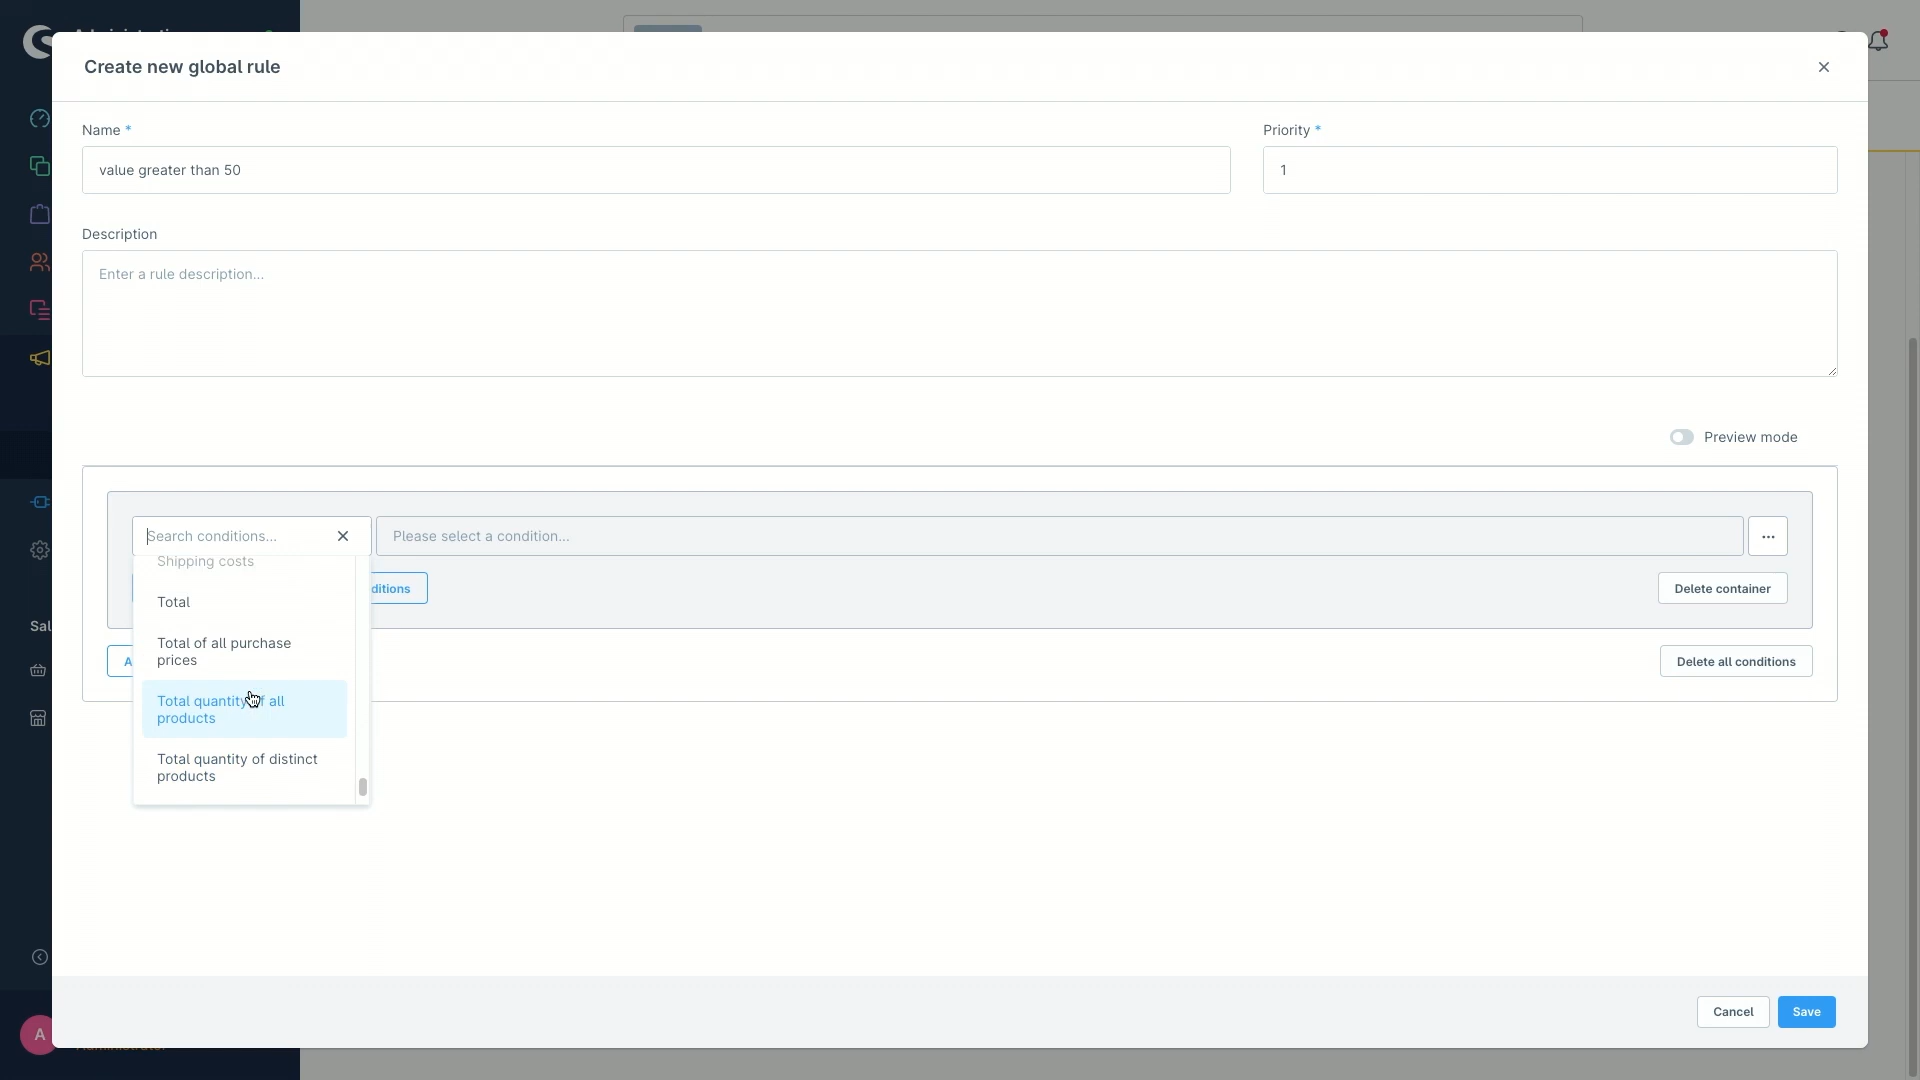 Create new global rule
Name *
Priority *
value greater than 50
1
Description
Enter a rule description...
Preview mode
Search conditions...
Please select a condition...
...
Shipping costs
ditions
Delete container
Total
Total of all purchase
prices
Sal
A
Delete all conditions
Total quantity of all
products
Total quantity of distinct
products
Cancel
Save
A